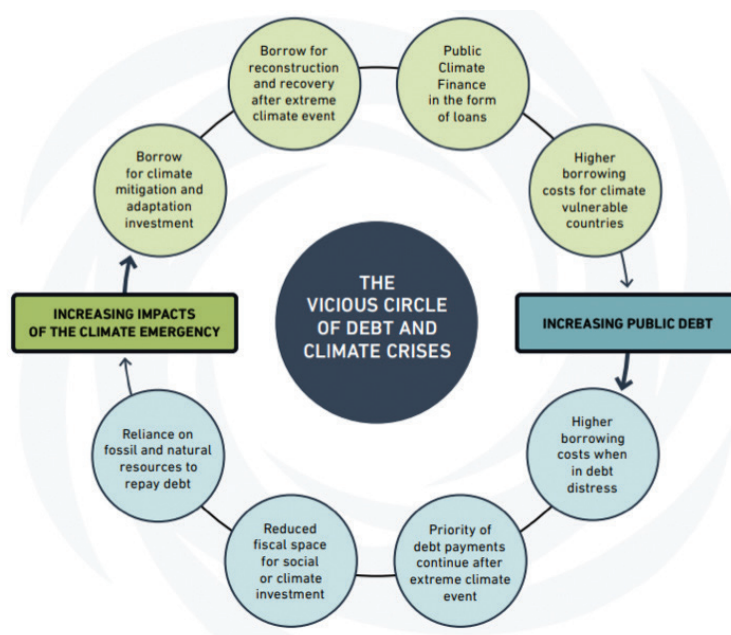 Borrow for
reconstruction
and recovery
after extreme
climate event
Public
Climate
Finance
in the form
of loans
Borrow
for climate
mitigation and
adaptation
investment
Higher
borrowing
costs for climate
vulnerable
countries
THE
VICIOUS CIRCLE
OF DEBT AND
CLIMATE CRISES
INCREASING IMPACTS
OF THE CLIMATE EMERGENCY
INCREASING PUBLIC DEBT
Reliance on
fossil and natural
resources to
repay debt
Higher
borrowing
costs when
in debt
distress
Reduced
fiscal space
for social
or climate
investment
Priority of
debt payments
continue after
extreme climate
event